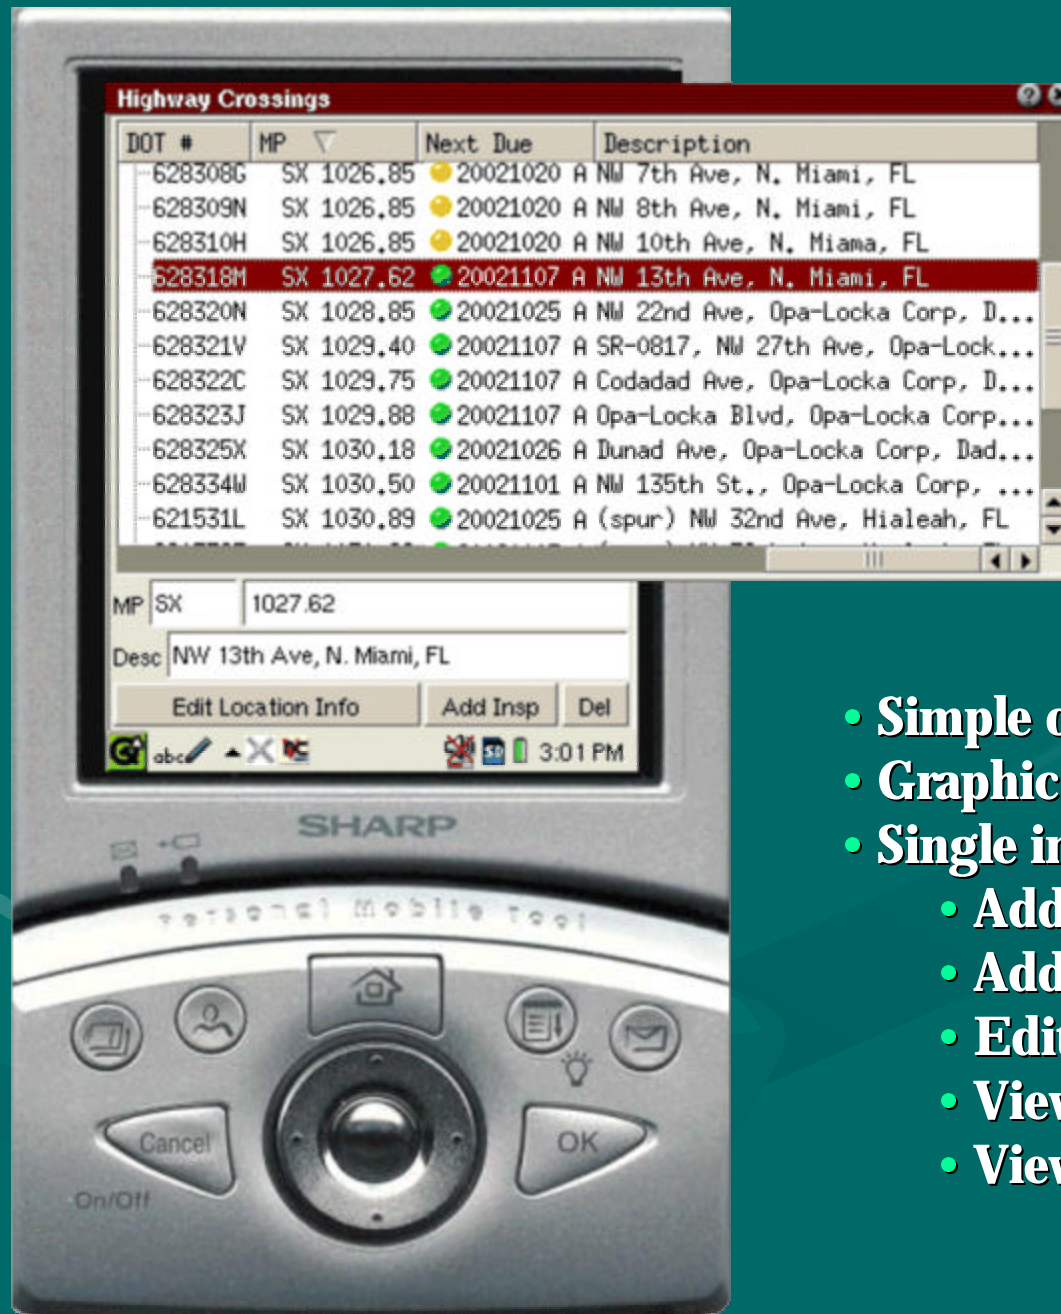 Highway Crossings
DOT # MP Next Due Description
628308G SX 1026.85 20021020 A NW 7th Ave, N. Miami, FL
628309N SX 1026.85 20021020 A NW 8th Ave, N. Miami, FL
628310H SX 1026.85 20021020 A NW 10th Ave, N. Miama, FL
628318M SX 1027.62 20021107 A NW 13th Ave, N. Miami, FL
628320N SX 1028.85 20021025 A NW 22nd Ave, Opa-Locka Corp, D...
628321V SX 1029.40 20021107 A SR-0817, NW 27th Ave, Opa-Lock...
628322C SX 1029.75 20021107 A Codadad Ave, Opa-Locka Corp, D...
628323J SX 1029.88 20021107 A Opa-Locka Blvd, Opa-Locka Corp...
628325X SX 1030.18 20021026 A Dunad Ave, Opa-Locka Corp, Dad...
628334W SX 1030.50 20021101 A NW 135th St., Opa-Locka Corp, ...
621531L SX 1030.89 20021025 A (spur) NW 32nd Ave, Hialeah, FL
MP SX 1027.62
Desc NW 13th Ave, N. Miami, FL
Edit Location Info Add Insp Del
abc SD 3:01 PM
SHARP
Personal Mobile Tool
Cancel OK
On/Off
• Simple
• Graphic
• Single
• Add
• Add
• Edit
• View
• View